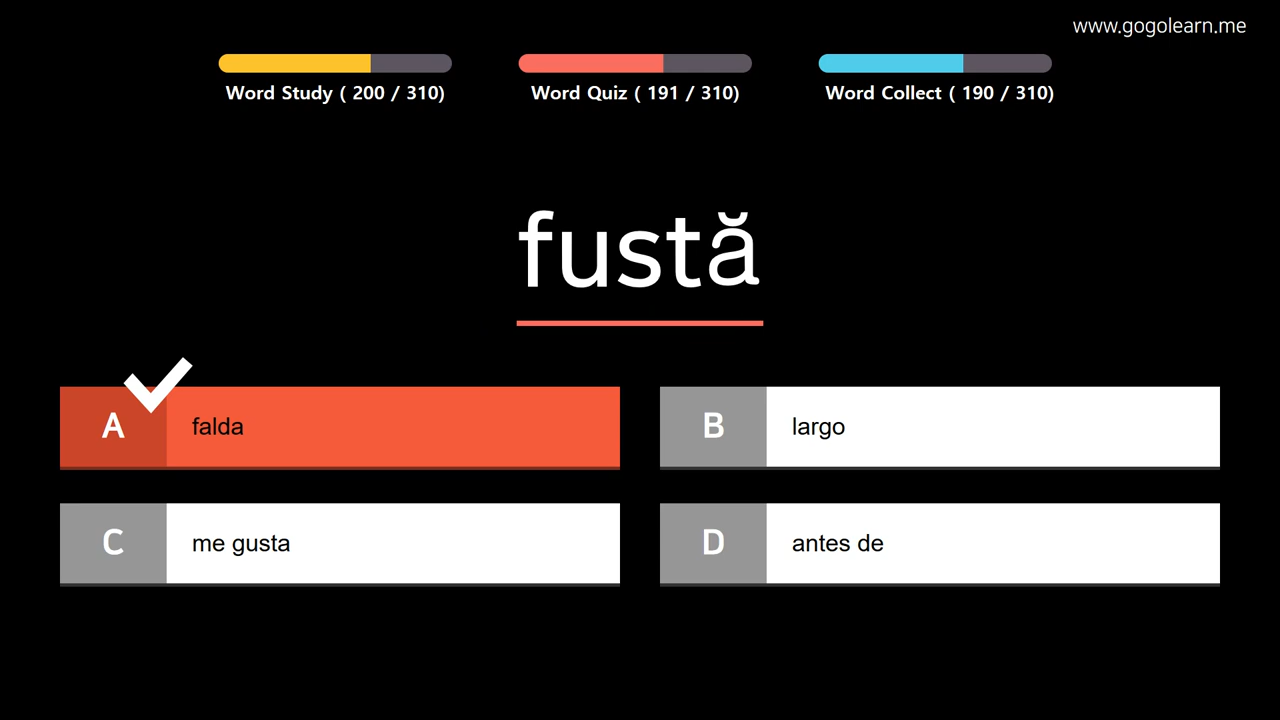 www.gogolearn.me
Word Study ( 200 / 310)
Word Quiz ( 191 / 310)
Word Collect ( 190 / 310)
fustă
A falda
B largo
C me gusta
D antes de